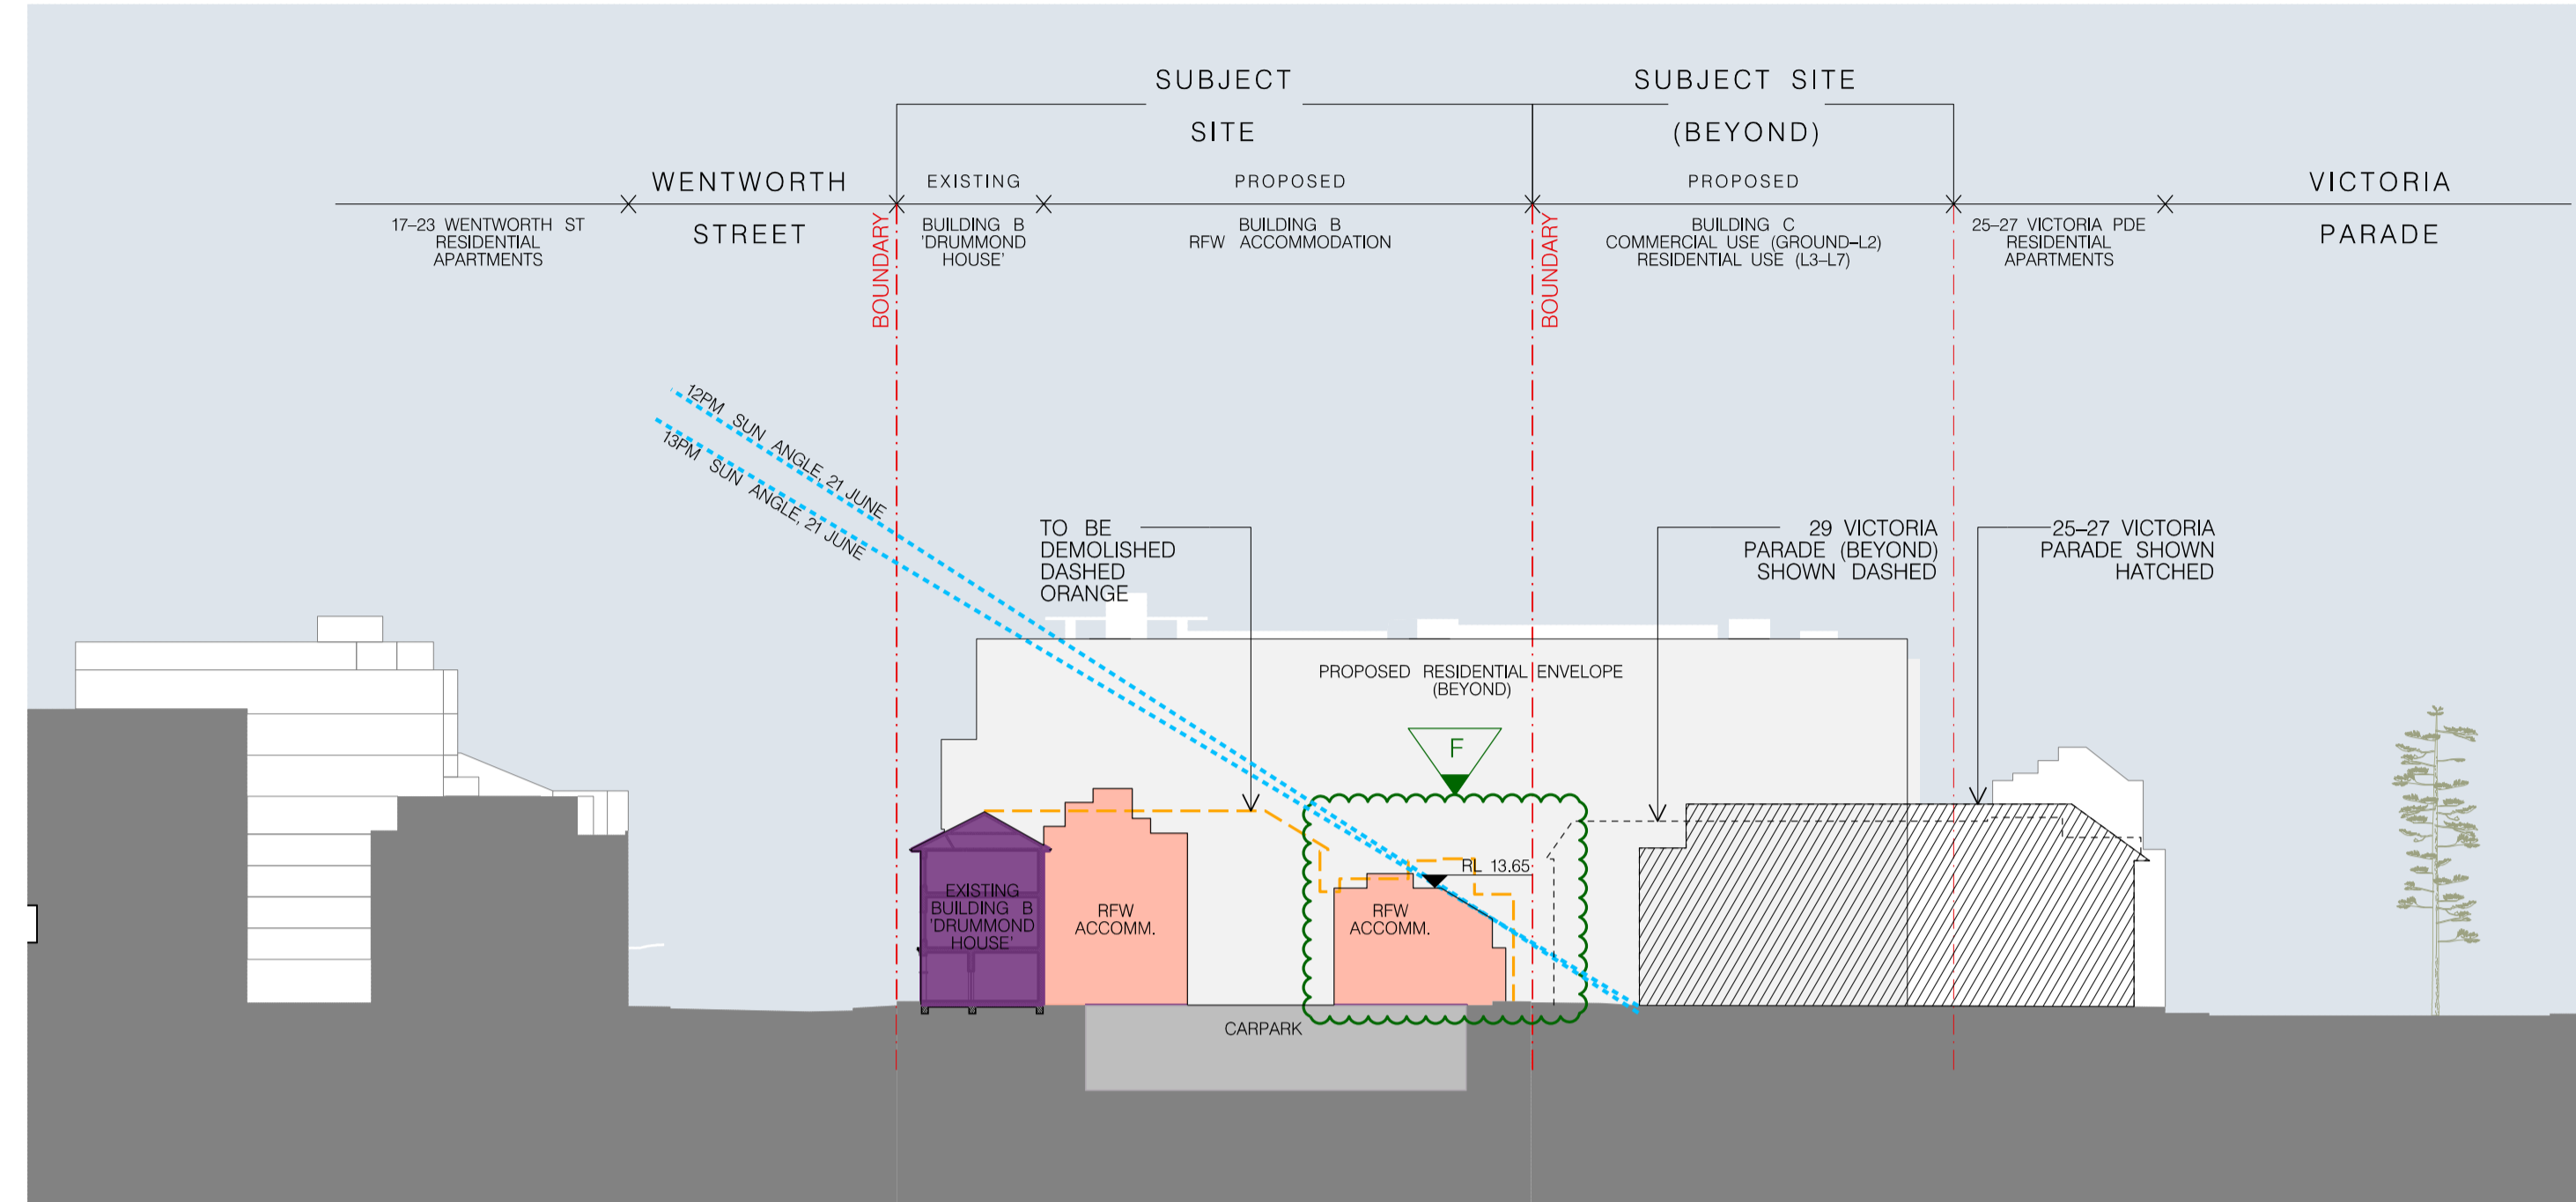 SUBJECT
SITE
SUBJECT SITE
(BEYOND)
WENTWORTH
STREET
EXISTING
PROPOSED
PROPOSED
VICTORIA
PARADE
17–23 WENTWORTH ST
RESIDENTIAL
APARTMENTS
BOUNDARY
BUILDING B
'DRUMMOND
HOUSE'
BUILDING B
RFW ACCOMMODATION
BOUNDARY
BUILDING C
COMMERCIAL USE (GROUND–L2)
RESIDENTIAL USE (L3–L7)
25–27 VICTORIA PDE
RESIDENTIAL
APARTMENTS
12PM SUN ANGLE, 21 JUNE
13PM SUN ANGLE, 21 JUNE
TO BE
DEMOLISHED
DASHED
ORANGE
29 VICTORIA
PARADE (BEYOND)
SHOWN DASHED
25–27 VICTORIA
PARADE SHOWN
HATCHED
PROPOSED RESIDENTIAL ENVELOPE
(BEYOND)
F
RL 13.65
EXISTING
BUILDING B
'DRUMMOND
HOUSE'
RFW
ACCOMM.
RFW
ACCOMM.
CARPARK